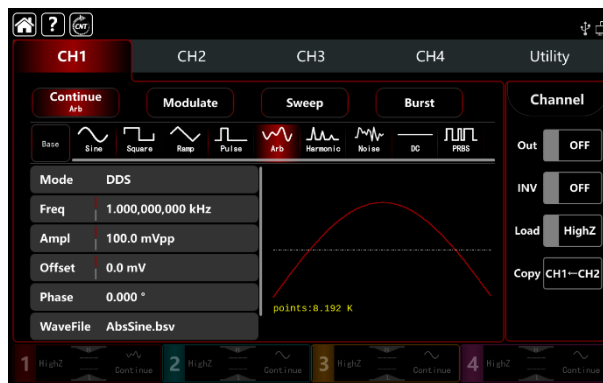 ? CNT
CH1 CH2 CH3 CH4 Utility
Continue Modulate Sweep Burst Channel
Arb
Base Sine Square Ramp Pulse Arb Harmonic Noise DC PRBS
Out OFF
Mode DDS
INV OFF
Freq 1.000,000,000 kHz
Load HighZ
Ampl 100.0 mVpp
Offset 0.0 mV
Copy CH1←CH2
Phase 0.000 °
points:8.192 K
WaveFile AbsSine.bsv
1 HighZ Continue 2 HighZ Continue 3 HighZ Continue 4 HighZ Continue